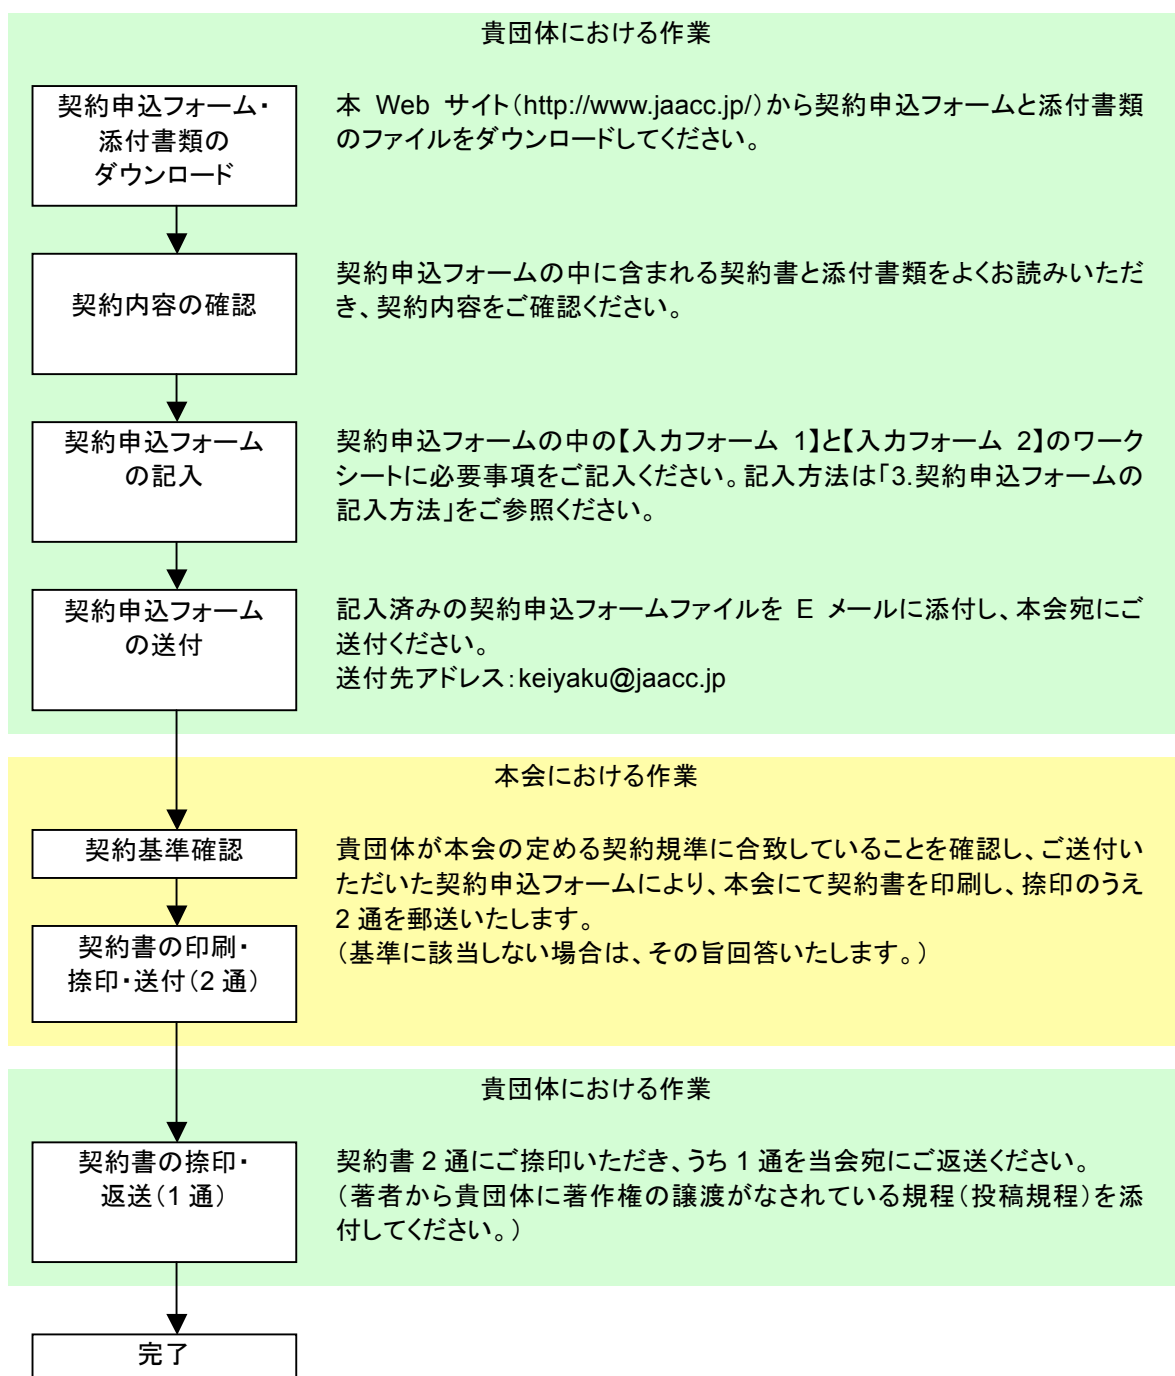 貴団体における作業
契約申込フォーム・
添付書類の
ダウンロード
本 Web サイト（http://www.jaacc.jp/）から契約申込フォームと添付書類
のファイルをダウンロードしてください。
契約内容の確認
契約申込フォームの中に含まれる契約書と添付書類をよくお読みいただ
き、契約内容をご確認ください。
契約申込フォーム
の記入
契約申込フォームの中の【入力フォーム 1】と【入力フォーム 2】のワーク
シートに必要事項をご記入ください。記入方法は「3.契約申込フォームの
記入方法」をご参照ください。
契約申込フォーム
の送付
記入済みの契約申込フォームファイルを E メールに添付し、本会宛にご
送付ください。
送付先アドレス：keiyaku@jaacc.jp
本会における作業
契約基準確認
貴団体が本会の定める契約規準に合致していることを確認し、ご送付い
ただいた契約申込フォームにより、本会にて契約書を印刷し、捺印のうえ
2 通を郵送いたします。
（基準に該当しない場合は、その旨回答いたします。）
契約書の印刷・
捺印・送付（2 通）
貴団体における作業
契約書の捺印・
返送（1 通）
契約書 2 通にご捺印いただき、うち 1 通を当会宛にご返送ください。
（著者から貴団体に著作権の譲渡がなされている規程（投稿規程）を添
付してください。）
完了